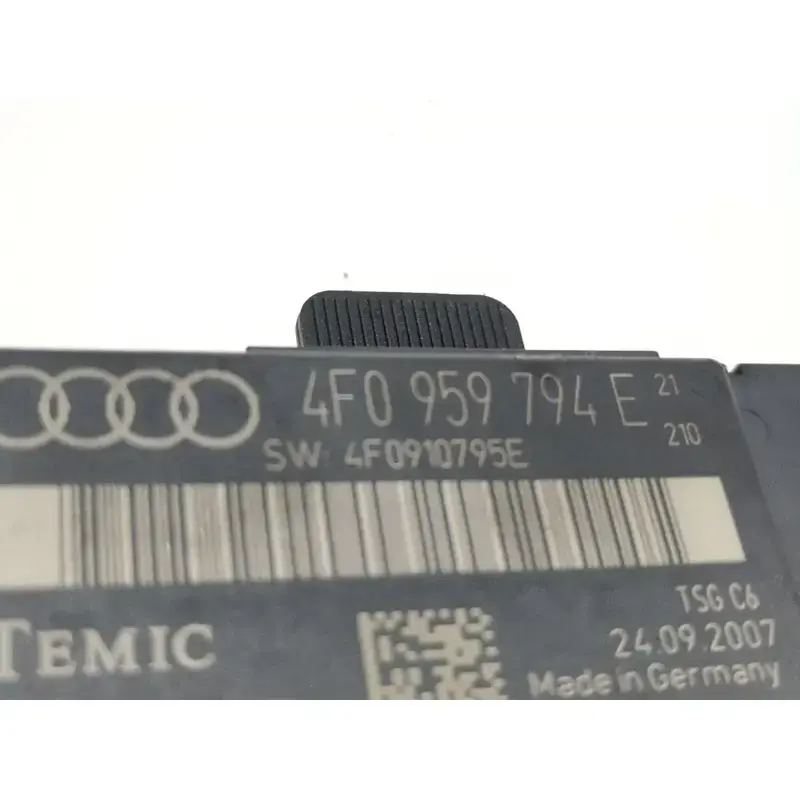 4F0 959 794 E 21
210
SW: 4F0910795E
TSG C6
TEMIC
24.09.2007
Made in Germany